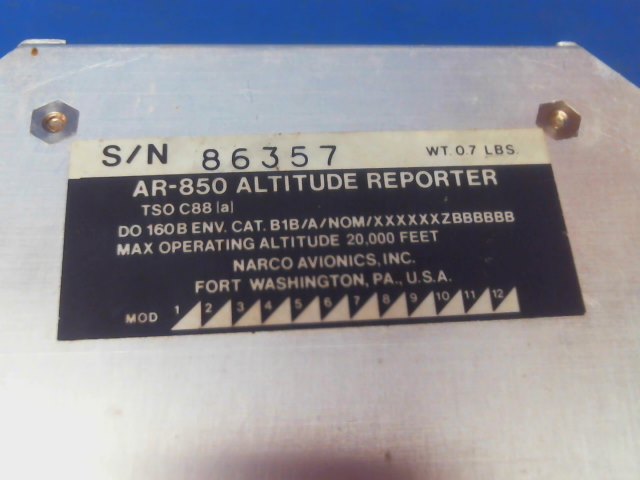 S/N 86357 WT. 0.7 LBS.
AR-850 ALTITUDE REPORTER
TSO C88 (a)
DO 160B ENV. CAT. B1B/A/NOM/XXXXXXZBBBBBB
MAX OPERATING ALTITUDE 20,000 FEET
NARCO AVIONICS, INC.
FORT WASHINGTON, PA., U.S.A.
MOD 1 2 3 4 5 6 7 8 9 10 11 12